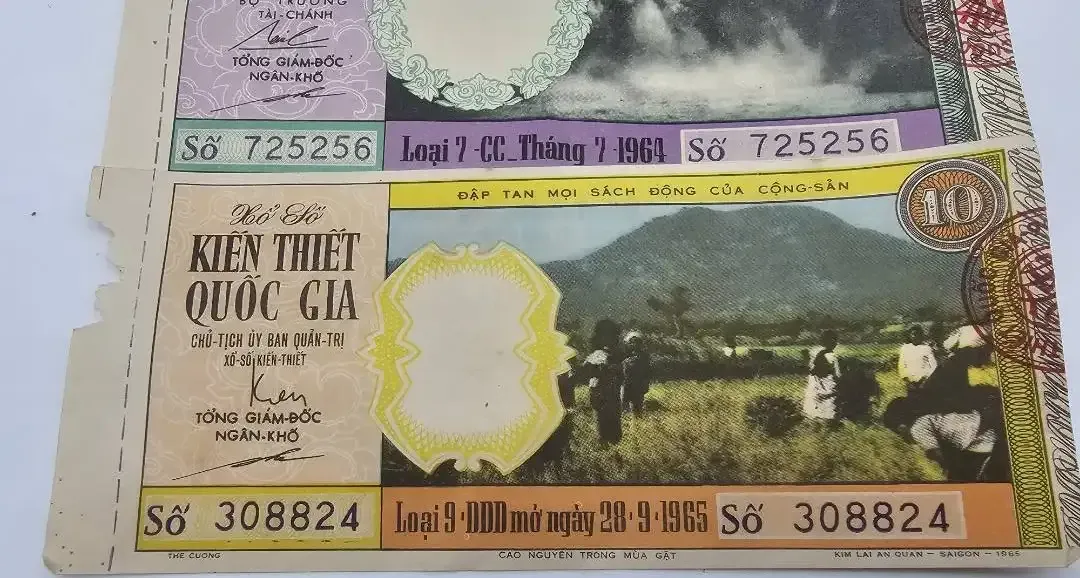 BỘ TRƯỞNG
TÀI-CHÁNH
TỔNG GIÁM-ĐỐC
NGÂN-KHỐ
Số 725256
Loại 7-CC_Tháng 7-1964
Số 725256
ĐẬP TAN MỌI SÁCH ĐỘNG CỦA CỘNG-SẢN
10
Xổ Số
KIẾN THIẾT
QUỐC GIA
CHỦ-TỊCH ỦY BAN QUẢN-TRỊ
XỔ-SỐ KIẾN-THIẾT
TỔNG GIÁM-ĐỐC
NGÂN-KHỐ
Số 308824
Loại 9·DDD mở ngày 28·9·1965
Số 308824
THẾ CƯƠNG
CAO NGUYÊN TRONG MÙA GẶT
KIM LAI AN QUAN – SAIGON – 1965